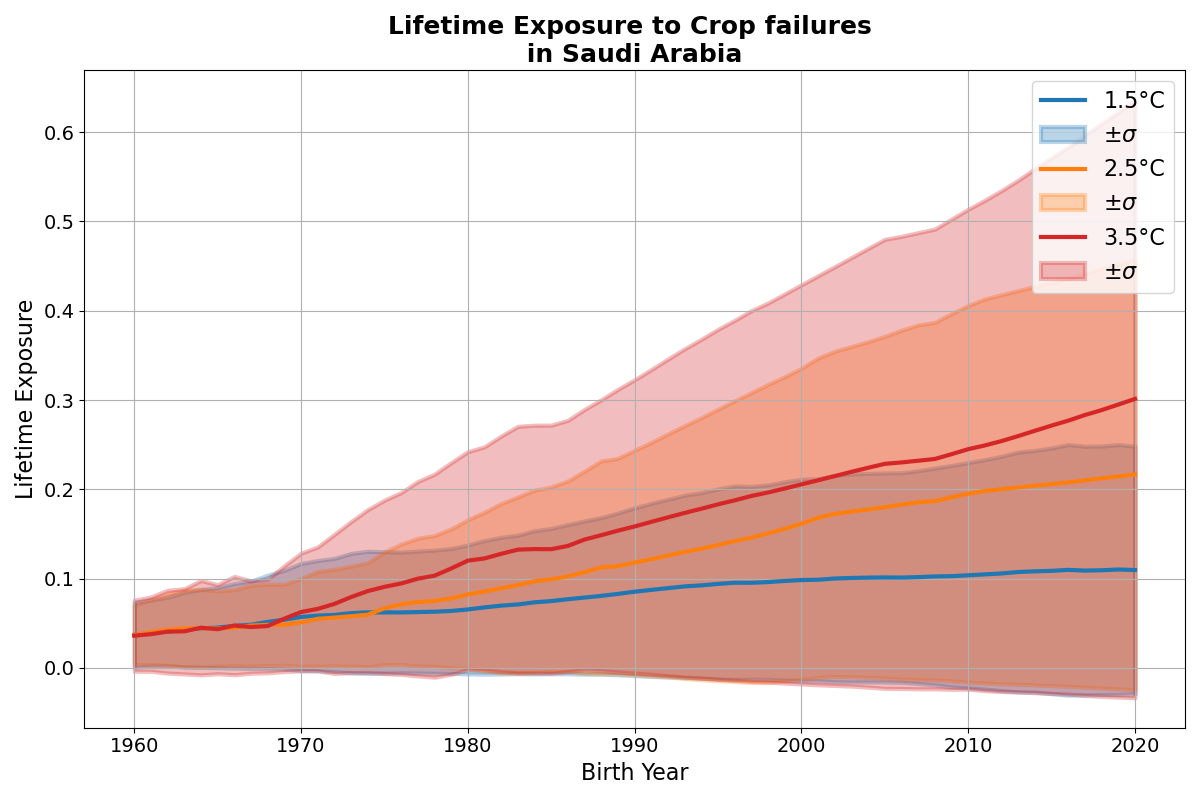 Lifetime Exposure to Crop failures
in Saudi Arabia
1.5°C
±σ
2.5°C
±σ
3.5°C
±σ
Lifetime Exposure
0.6
0.5
0.4
0.3
0.2
0.1
0.0
1960 1970 1980 1990 2000 2010 2020
Birth Year